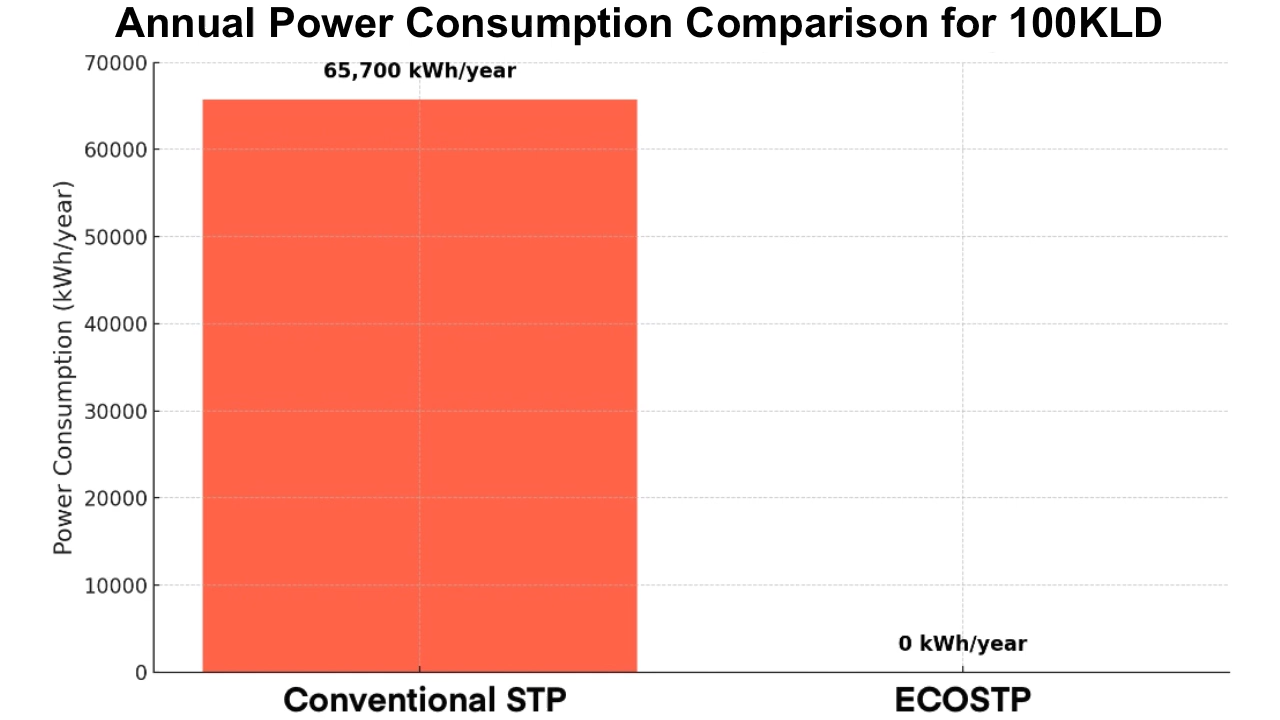 Annual Power Consumption Comparison for 100KLD
70000
65,700 kWh/year
60000
50000
40000
30000
20000
10000
0
Power Consumption (kWh/year)
0 kWh/year
Conventional STP
ECOSTP